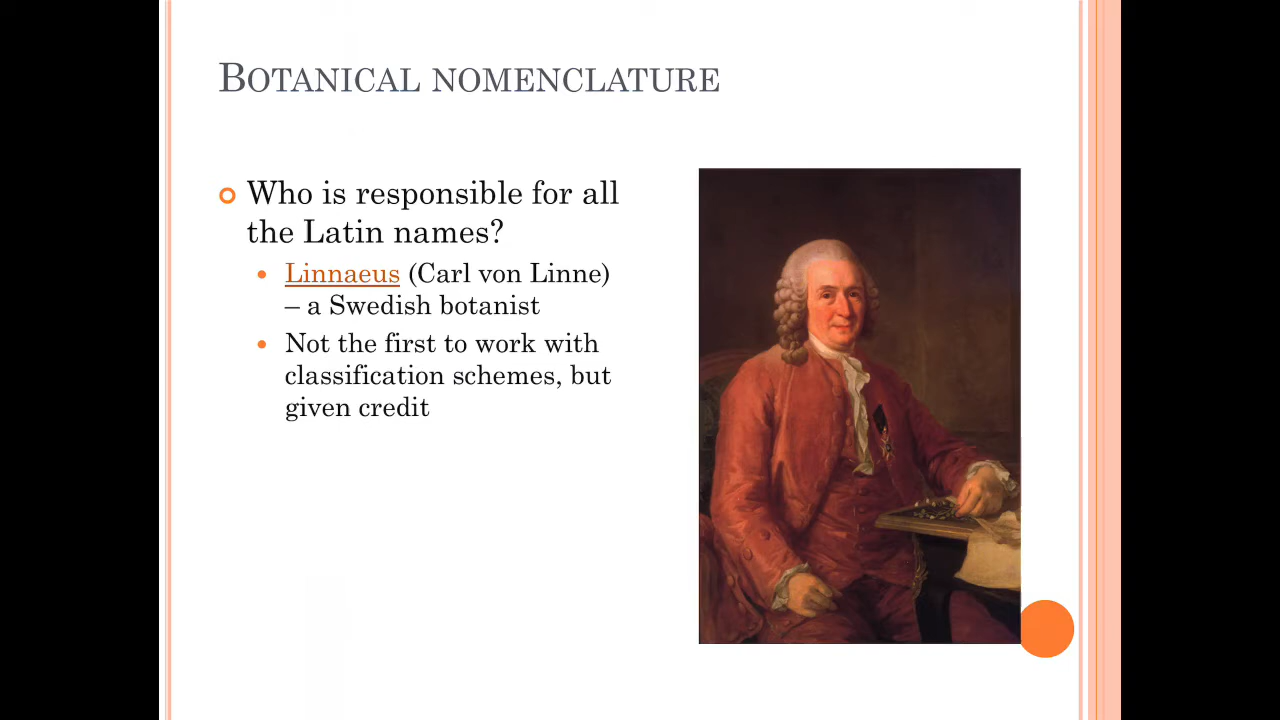 BOTANICAL NOMENCLATURE
Who is responsible for all
the Latin names?
Linnaeus (Carl von Linne)
– a Swedish botanist
Not the first to work with
classification schemes, but
given credit